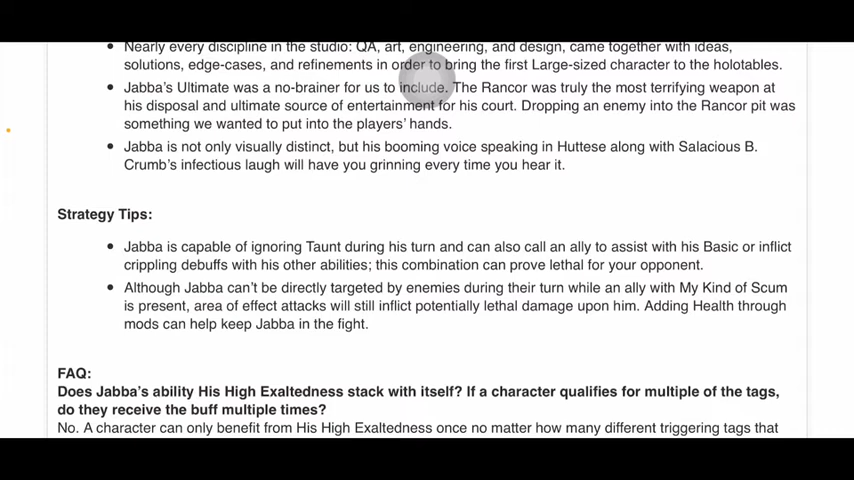 Nearly every discipline in the studio: QA, art, engineering, and design, came together with ideas,
solutions, edge-cases, and refinements in order to bring the first Large-sized character to the holotables.
Jabba's Ultimate was a no-brainer for us to include. The Rancor was truly the most terrifying weapon at
his disposal and ultimate source of entertainment for his court. Dropping an enemy into the Rancor pit was
something we wanted to put into the players' hands.
Jabba is not only visually distinct, but his booming voice speaking in Huttese along with Salacious B.
Crumb's infectious laugh will have you grinning every time you hear it.
Strategy Tips:
Jabba is capable of ignoring Taunt during his turn and can also call an ally to assist with his Basic or inflict
crippling debuffs with his other abilities; this combination can prove lethal for your opponent.
Although Jabba can't be directly targeted by enemies during their turn while an ally with My Kind of Scum
is present, area of effect attacks will still inflict potentially lethal damage upon him. Adding Health through
mods can help keep Jabba in the fight.
FAQ:
Does Jabba's ability His High Exaltedness stack with itself? If a character qualifies for multiple of the tags,
do they receive the buff multiple times?
No. A character can only benefit from His High Exaltedness once no matter how many different triggering tags that